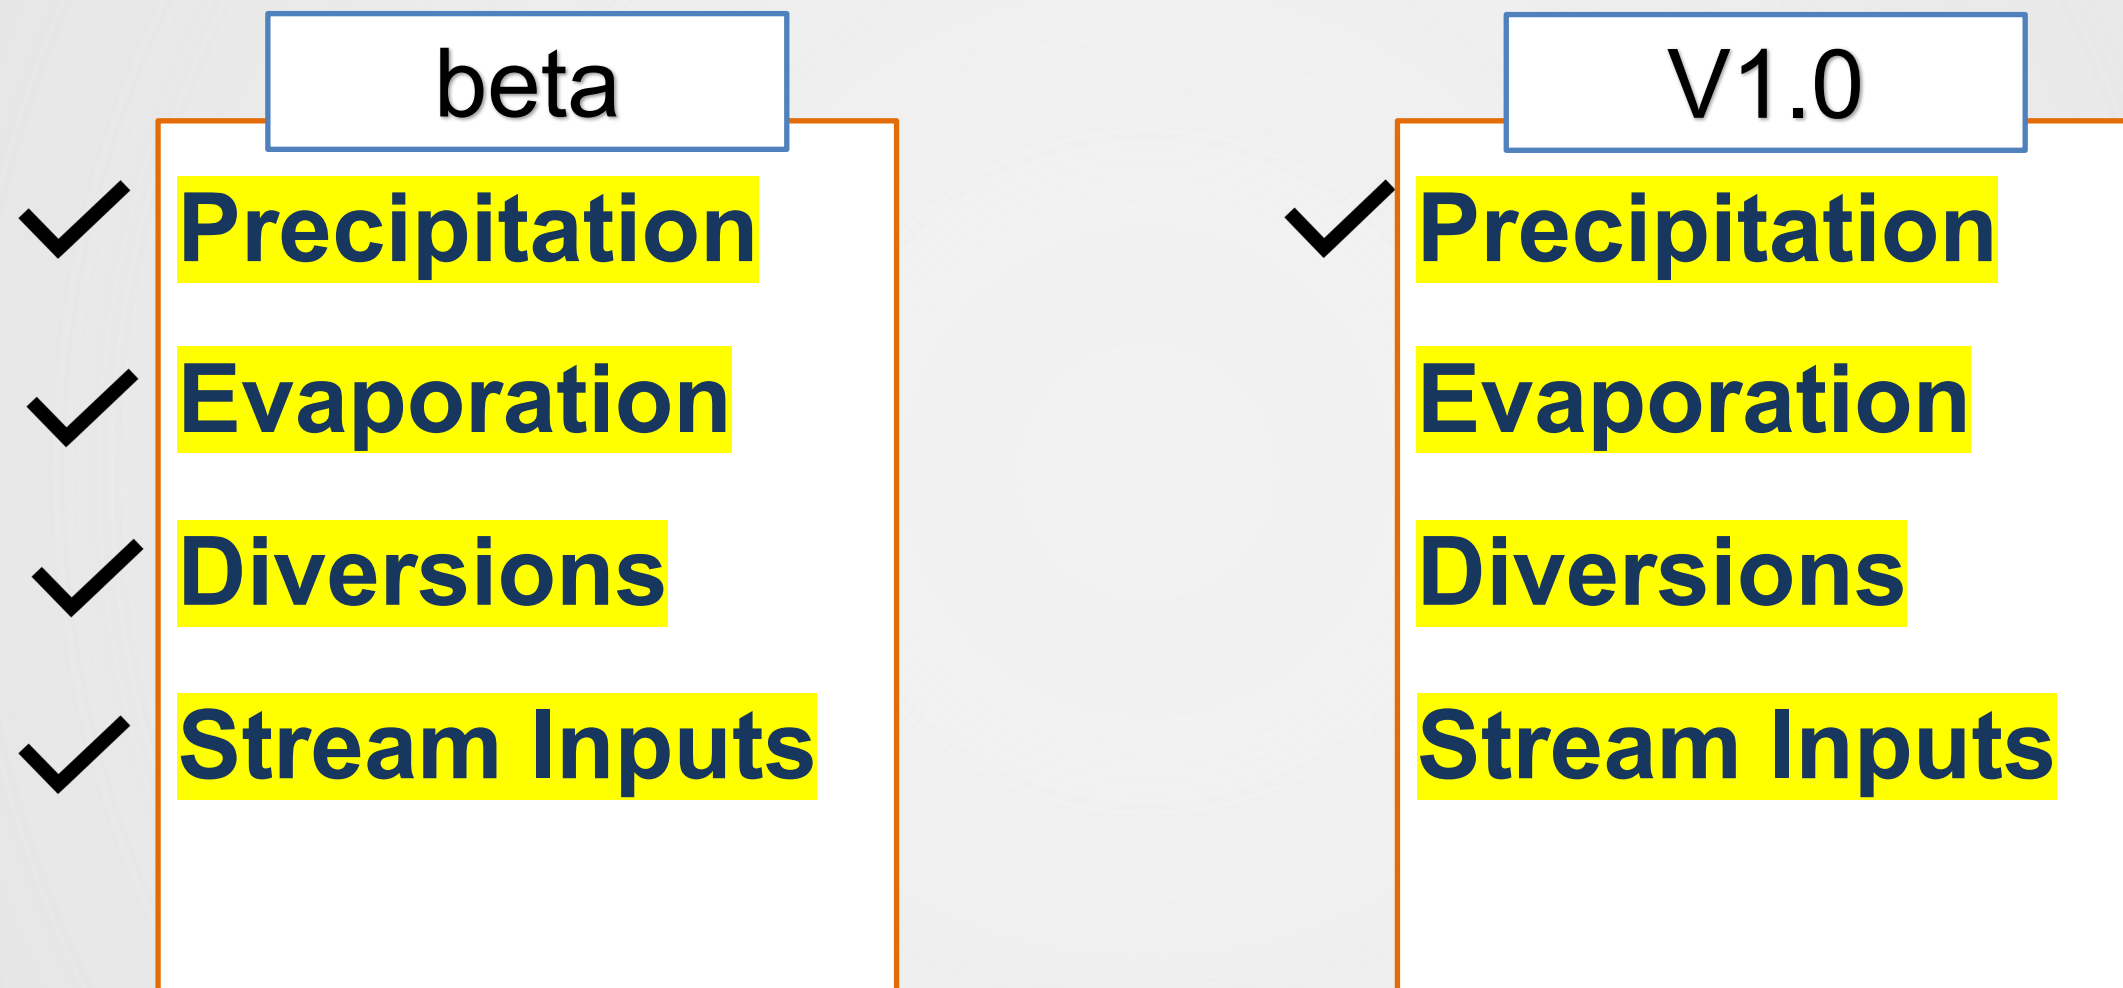 beta
Precipitation
Evaporation
Diversions
Stream Inputs
V1.0
Precipitation
Evaporation
Diversions
Stream Inputs